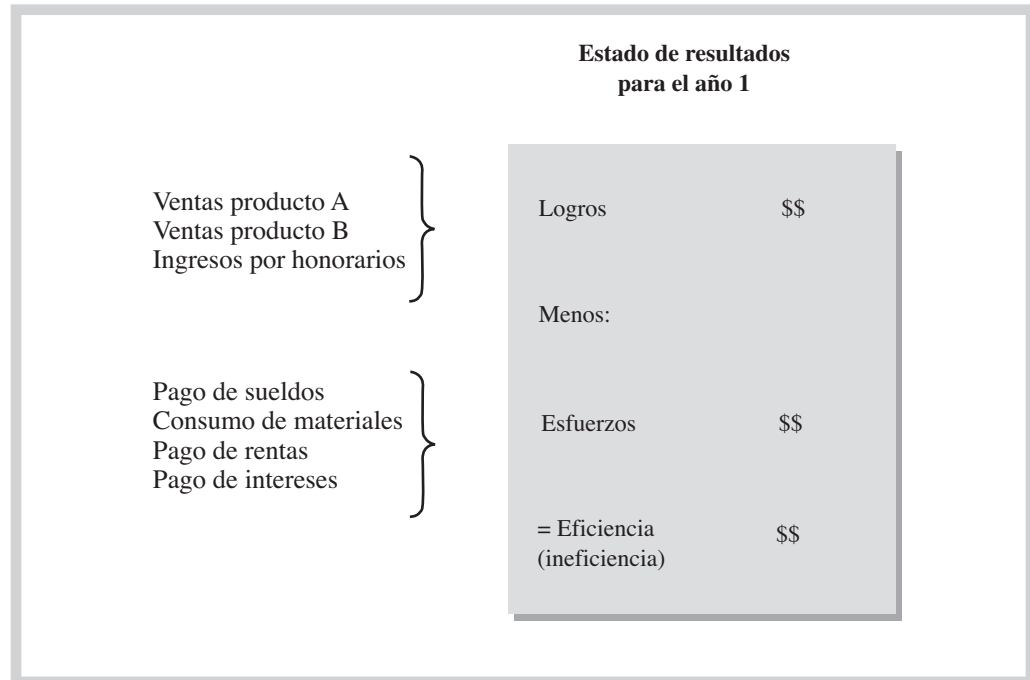 Estado de resultados
para el año 1
Ventas producto A
Ventas producto B
Ingresos por honorarios
Logros $$
Menos:
Pago de sueldos
Consumo de materiales
Pago de rentas
Pago de intereses
Esfuerzos $$
= Eficiencia $$
(ineficiencia)